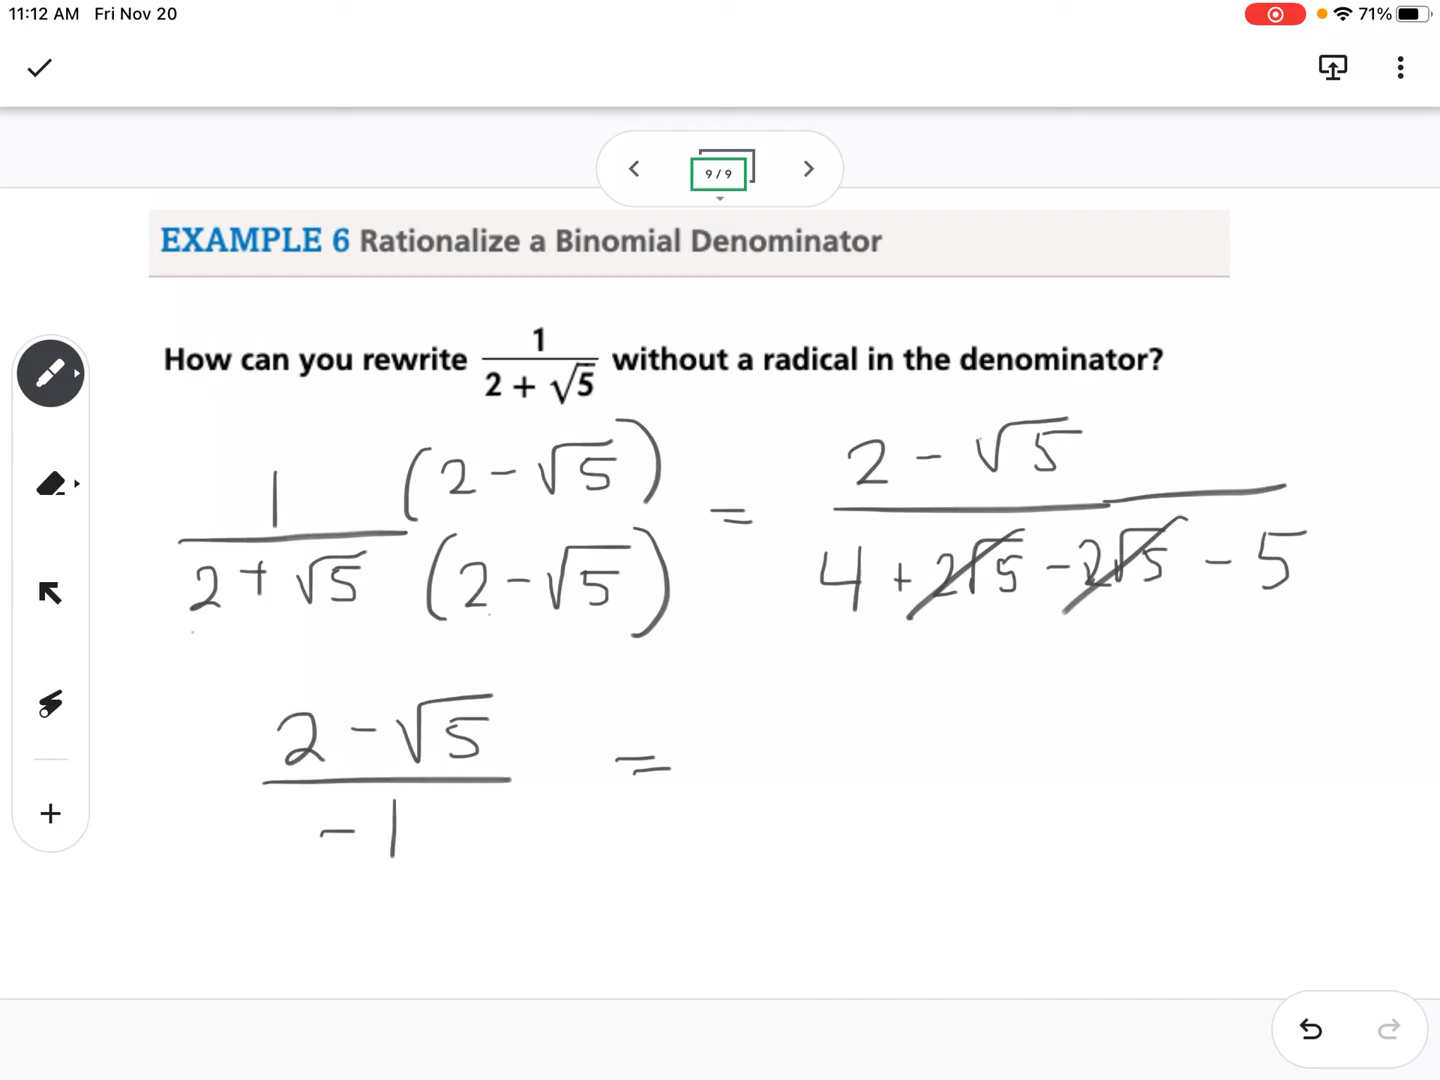 11:12 AM Fri Nov 20 71%
9 / 9
EXAMPLE 6 Rationalize a Binomial Denominator
How can you rewrite 1/(2 + √5) without a radical in the denominator?
1 (2 - √5) / 2 + √5 (2 - √5) = 2 - √5 / 4 + 2√5 - 2√5 - 5
2 - √5 / -1 =